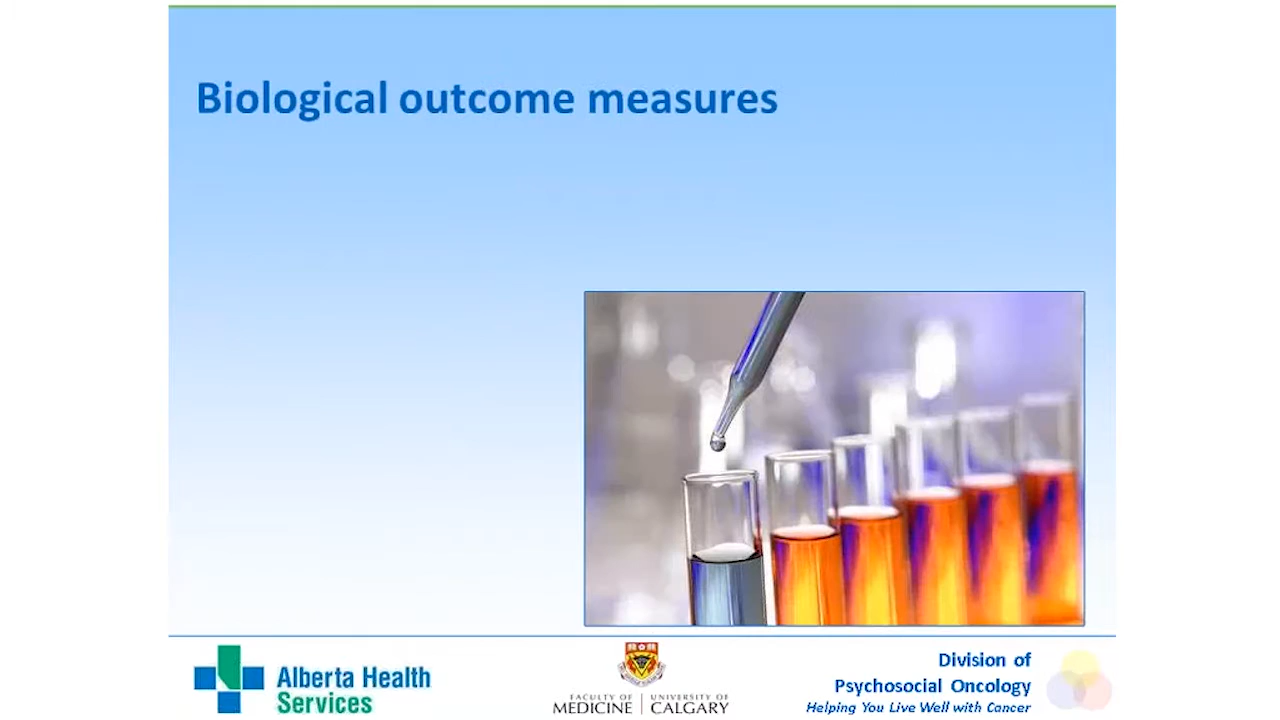 Biological outcome measures
Alberta Health
Services
FACULTY OF
MEDICINE
UNIVERSITY OF
CALGARY
Division of
Psychosocial Oncology
Helping You Live Well with Cancer